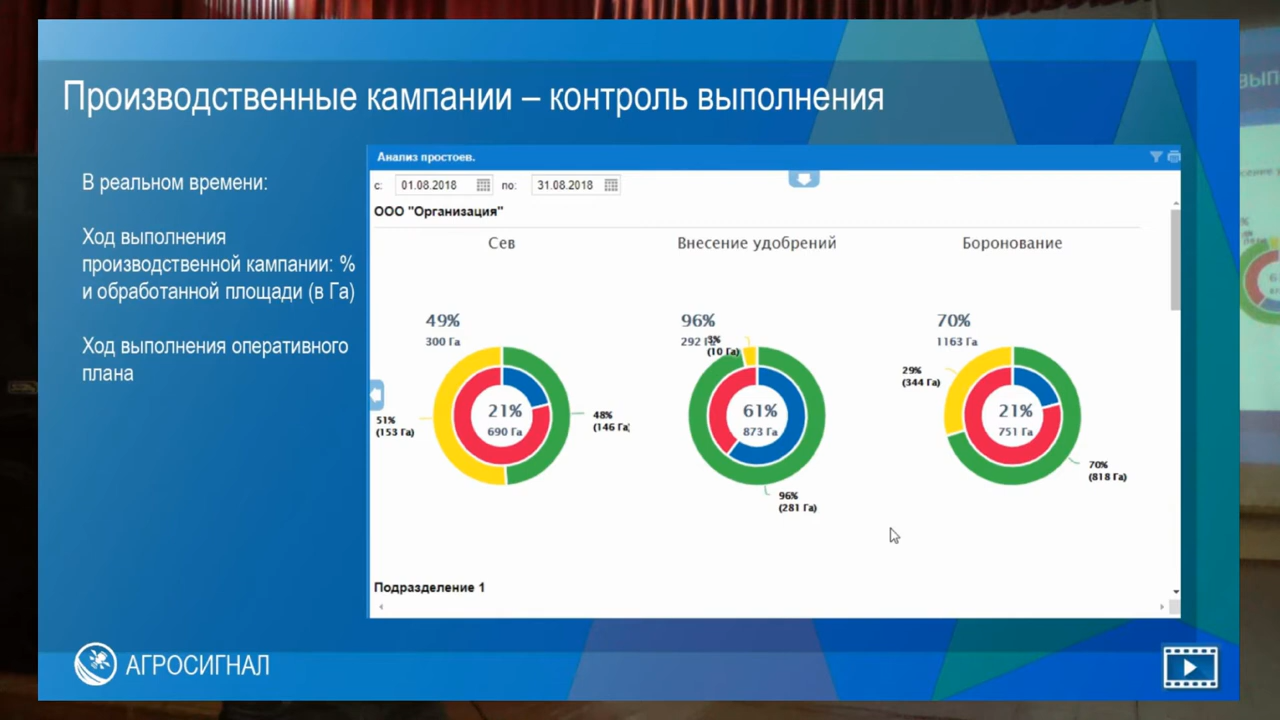 Производственные кампании – контроль выполнения
В реальном времени:
Ход выполнения
производственной кампании: %
и обработанной площади (в Га)
Ход выполнения оперативного
плана
Анализ простоев.
с: 01.08.2018 по: 31.08.2018
ООО "Организация"
Сев
Внесение удобрений
Боронование
49%
300 Га
51%
(153 Га)
21%
690 Га
48%
(146 Га)
96%
292 Га
3%
(10 Га)
61%
873 Га
96%
(281 Га)
70%
1163 Га
29%
(344 Га)
21%
751 Га
70%
(818 Га)
Подразделение 1
АГРОСИГНАЛ